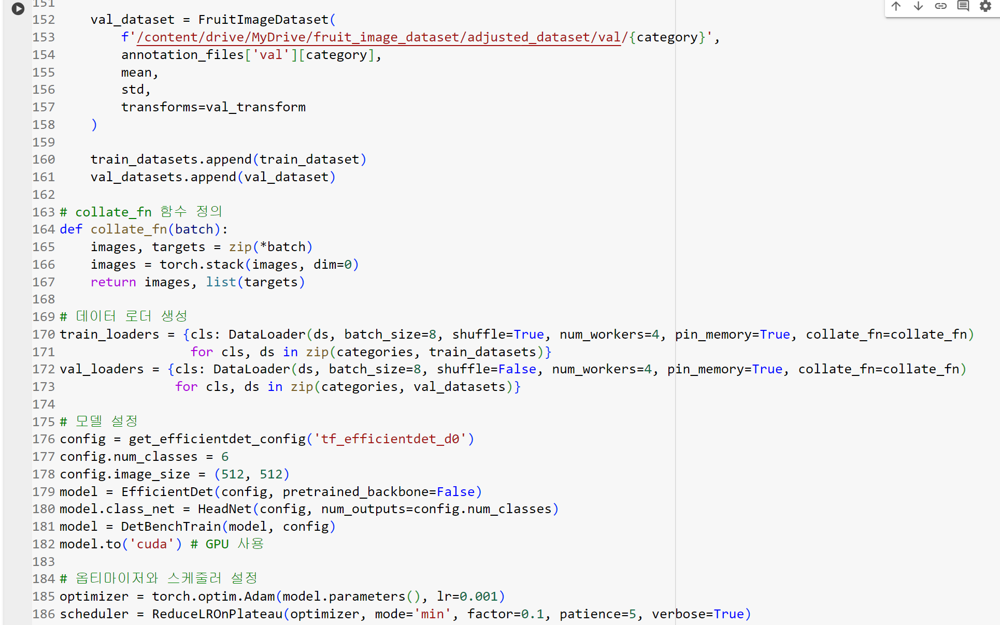 151
152     val_dataset = FruitImageDataset(
153         f'/content/drive/MyDrive/fruit_image_dataset/adjusted_dataset/val/{category}',
154         annotation_files['val'][category],
155         mean,
156         std,
157         transforms=val_transform
158     )
159
160     train_datasets.append(train_dataset)
161     val_datasets.append(val_dataset)
162
163 # collate_fn 함수 정의
164 def collate_fn(batch):
165     images, targets = zip(*batch)
166     images = torch.stack(images, dim=0)
167     return images, list(targets)
168
169 # 데이터 로더 생성
170 train_loaders = {cls: DataLoader(ds, batch_size=8, shuffle=True, num_workers=4, pin_memory=True, collate_fn=collate_fn)
171                  for cls, ds in zip(categories, train_datasets)}
172 val_loaders = {cls: DataLoader(ds, batch_size=8, shuffle=False, num_workers=4, pin_memory=True, collate_fn=collate_fn)
173                for cls, ds in zip(categories, val_datasets)}
174
175 # 모델 설정
176 config = get_efficientdet_config('tf_efficientdet_d0')
177 config.num_classes = 6
178 config.image_size = (512, 512)
179 model = EfficientDet(config, pretrained_backbone=False)
180 model.class_net = HeadNet(config, num_outputs=config.num_classes)
181 model = DetBenchTrain(model, config)
182 model.to('cuda') # GPU 사용
183
184 # 옵티마이저와 스케줄러 설정
185 optimizer = torch.optim.Adam(model.parameters(), lr=0.001)
186 scheduler = ReduceLROnPlateau(optimizer, mode='min', factor=0.1, patience=5, verbose=True)